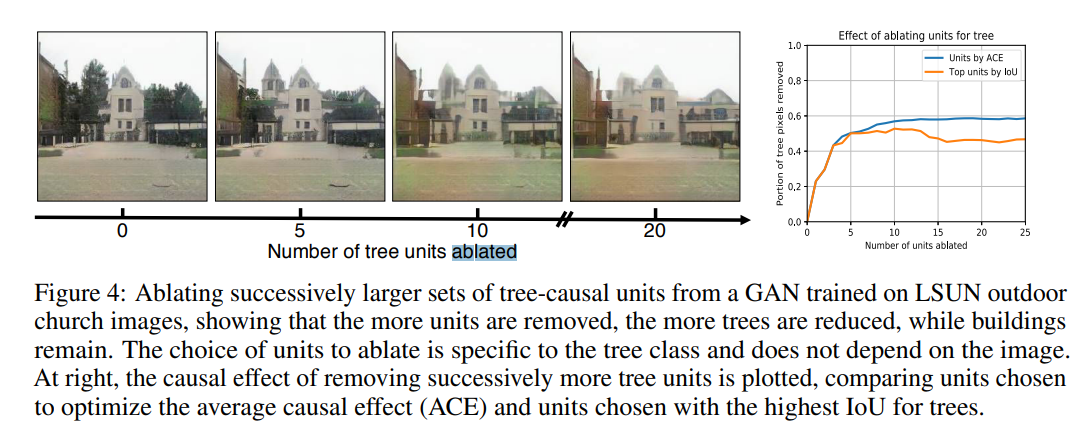 Effect of ablating units for tree
1.0
0.8
0.6
0.4
0.2
0.0
Portion of tree pixels removed
Units by ACE
Top units by IoU
0 5 10 15 20 25
Number of units ablated
0 5 10 20
Number of tree units ablated
Figure 4: Ablating successively larger sets of tree-causal units from a GAN trained on LSUN outdoor
church images, showing that the more units are removed, the more trees are reduced, while buildings
remain. The choice of units to ablate is specific to the tree class and does not depend on the image.
At right, the causal effect of removing successively more tree units is plotted, comparing units chosen
to optimize the average causal effect (ACE) and units chosen with the highest IoU for trees.